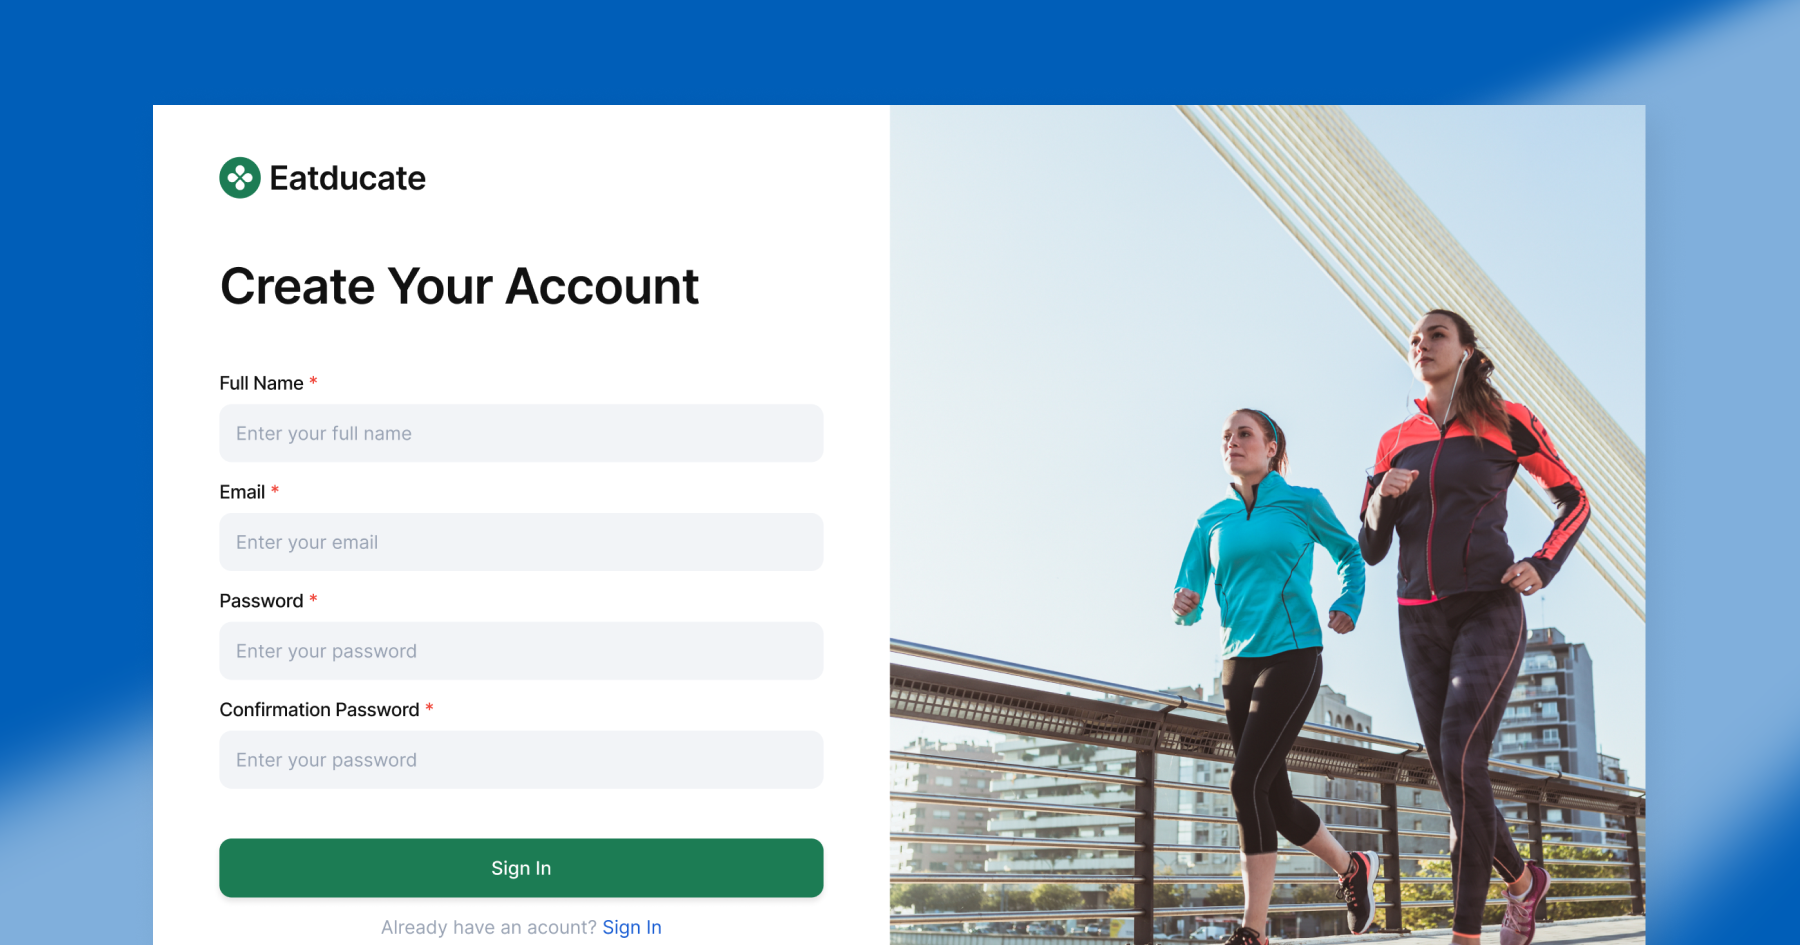 Eatducate
Create Your Account
Full Name *
Enter your full name
Email *
Enter your email
Password *
Enter your password
Confirmation Password *
Enter your password
Sign In
Already have an acount? Sign In